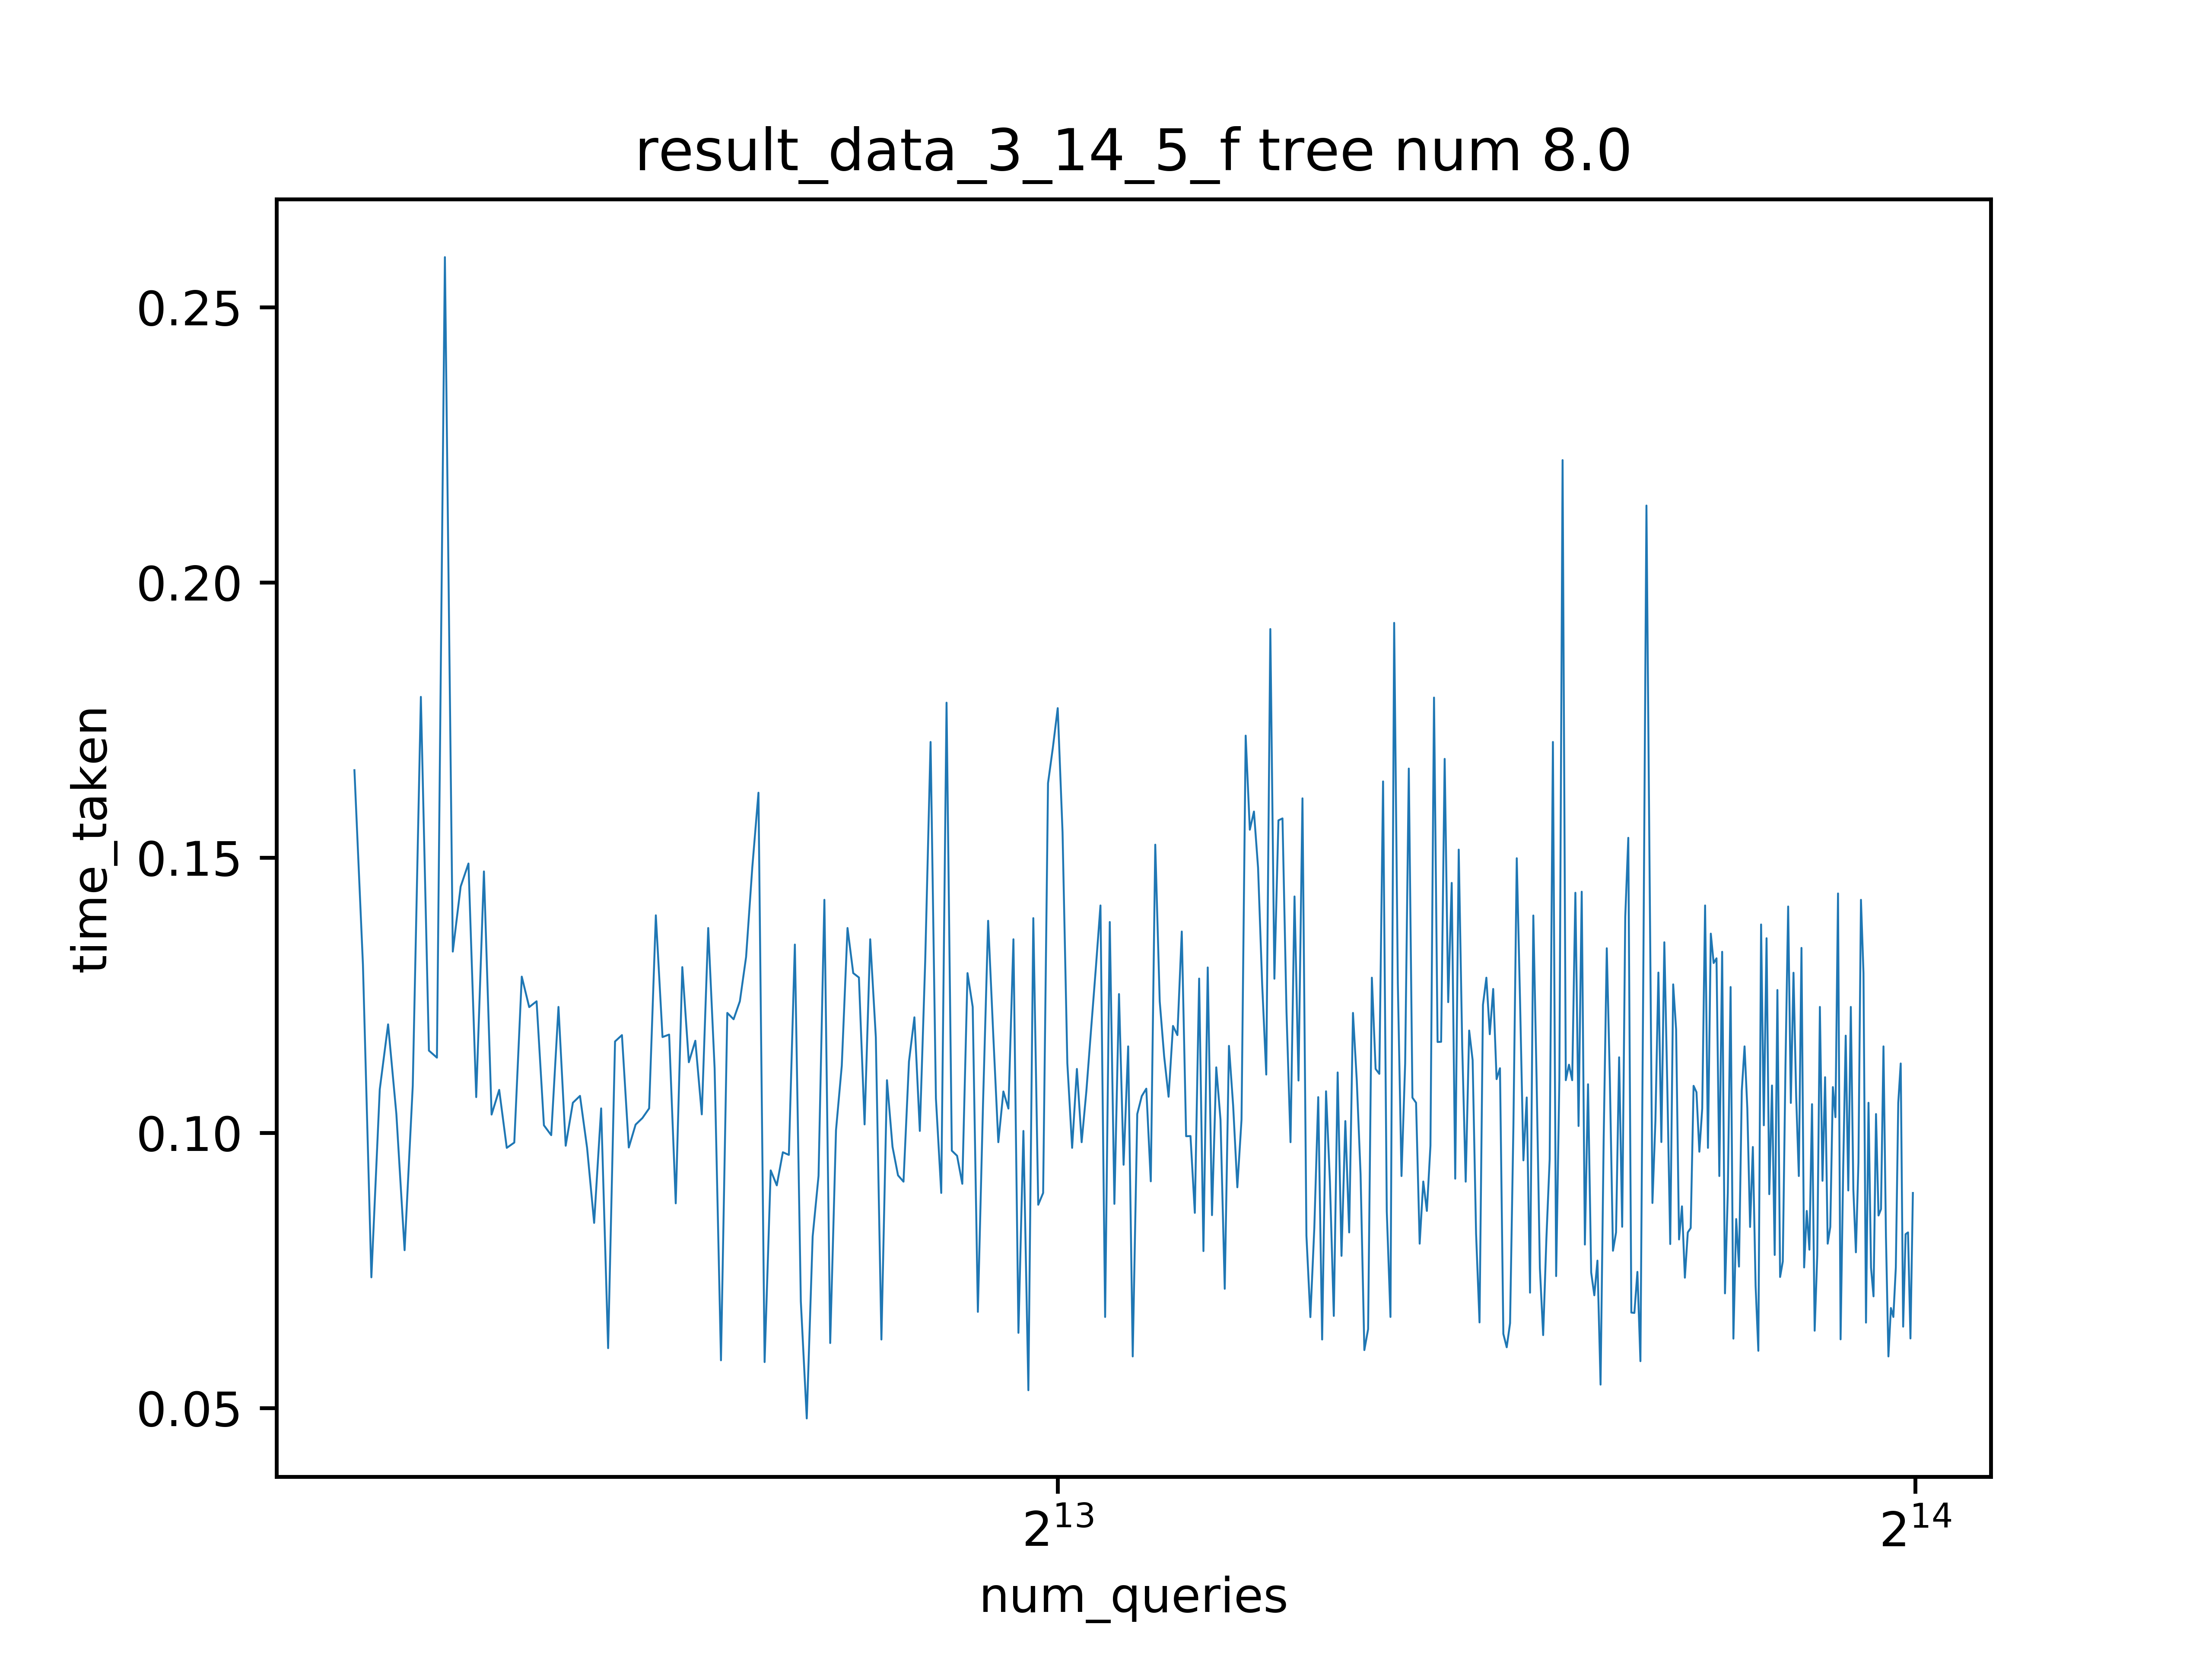 result_data_3_14_5_f tree num 8.0
0.25
0.20
0.15
0.10
0.05
time_taken
2^13
2^14
num_queries